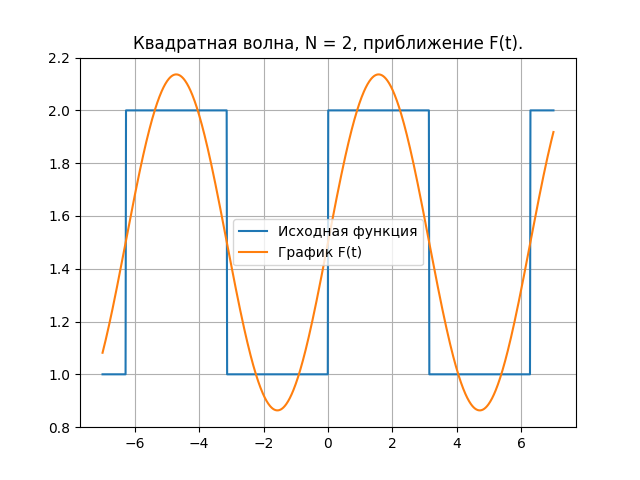 Квадратная волна, N = 2, приближение F(t).
2.2
2.0
1.8
1.6
1.4
1.2
1.0
0.8
Исходная функция
График F(t)
−6 −4 −2 0 2 4 6